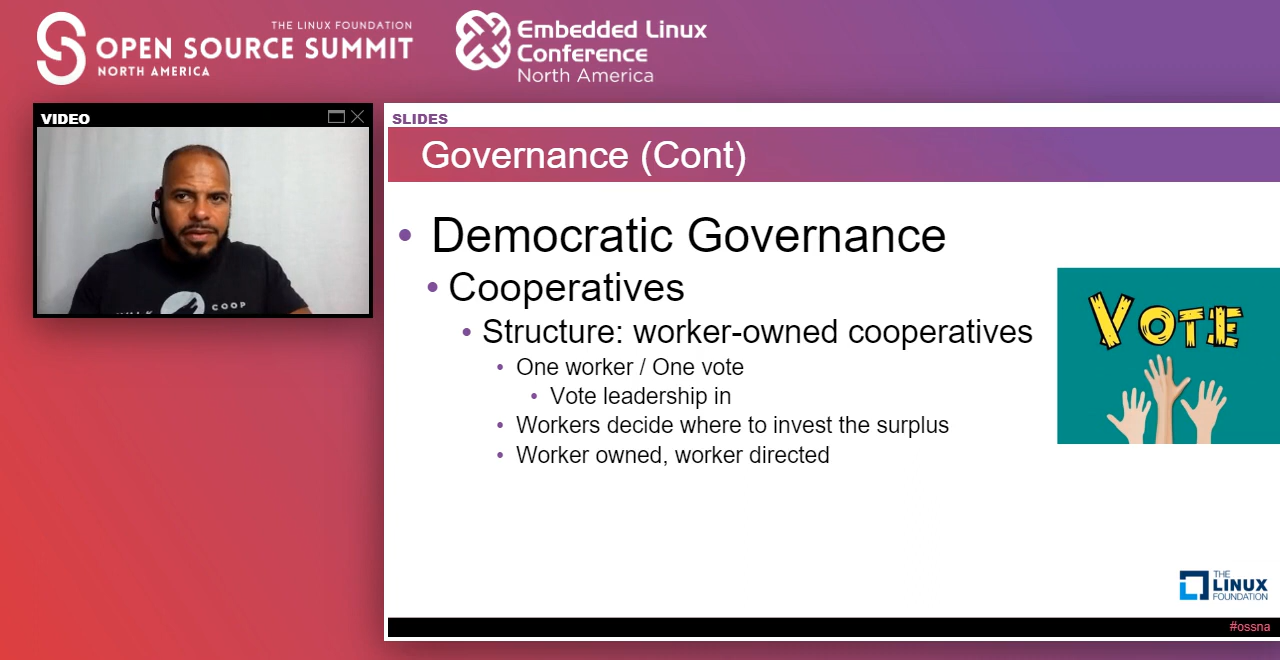 THE LINUX FOUNDATION
OPEN SOURCE SUMMIT
NORTH AMERICA
Embedded Linux
Conference
North America
VIDEO
COOP
SLIDES
Governance (Cont)
• Democratic Governance
• Cooperatives
• Structure: worker-owned cooperatives
• One worker / One vote
• Vote leadership in
• Workers decide where to invest the surplus
• Worker owned, worker directed
VOTE
THE
LINUX
FOUNDATION
#ossna